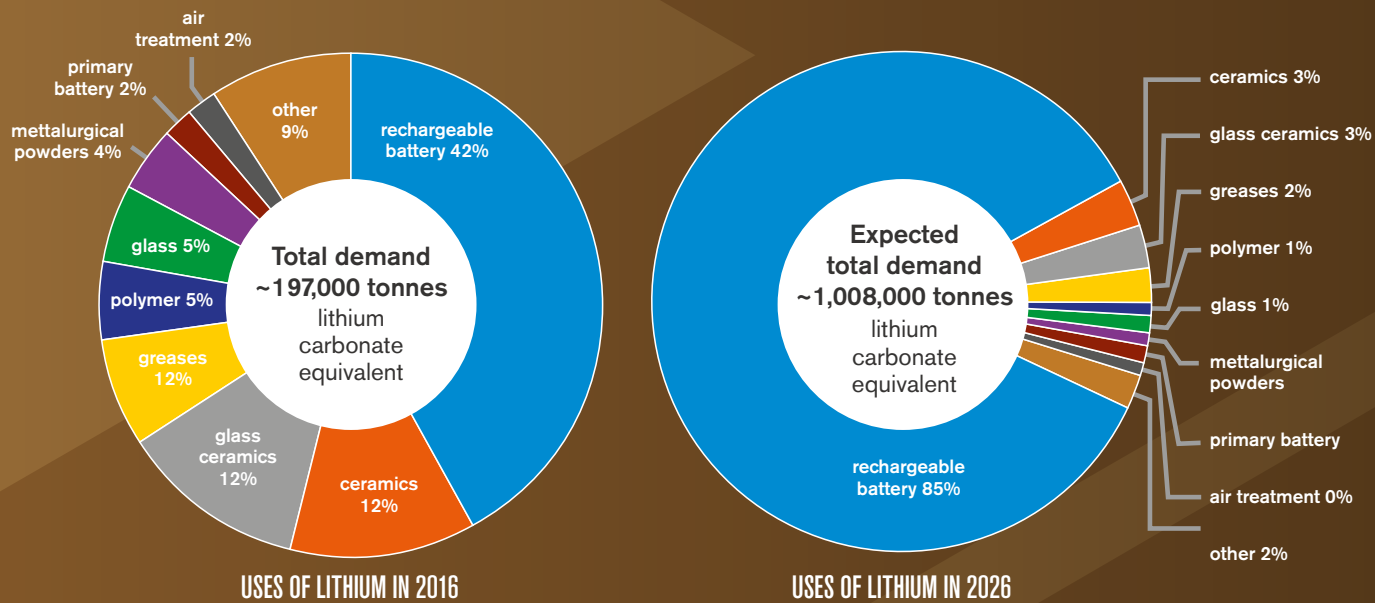 air
treatment 2%
primary
battery 2%
mettalurgical
powders 4%
other
9%
rechargeable
battery 42%
glass 5%
polymer 5%
greases
12%
glass
ceramics
12%
ceramics
12%
Total demand
~197,000 tonnes
lithium
carbonate
equivalent
USES OF LITHIUM IN 2016
Expected
total demand
~1,008,000 tonnes
lithium
carbonate
equivalent
rechargeable
battery 85%
ceramics 3%
glass ceramics 3%
greases 2%
polymer 1%
glass 1%
mettalurgical
powders
primary battery
air treatment 0%
other 2%
USES OF LITHIUM IN 2026